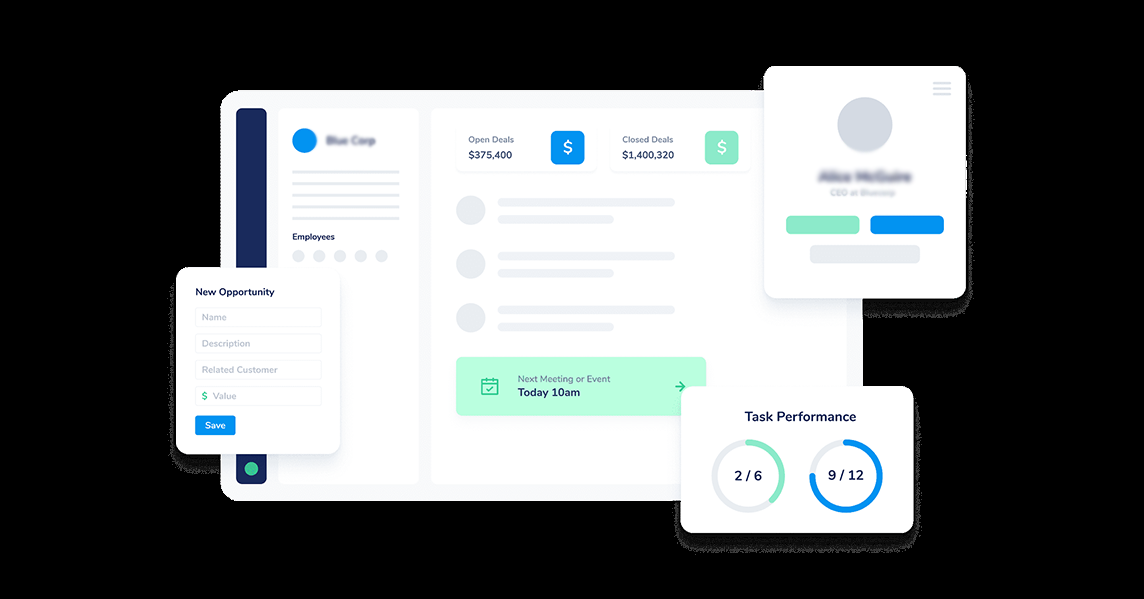 Blue Corp
Employees
Open Deals
$375,400
$
Closed Deals
$1,400,320
$
Alice McGuire
CEO at Bluecorp
New Opportunity
Name
Description
Related Customer
$ Value
Save
Next Meeting or Event
Today 10am
Task Performance
2 / 6
9 / 12